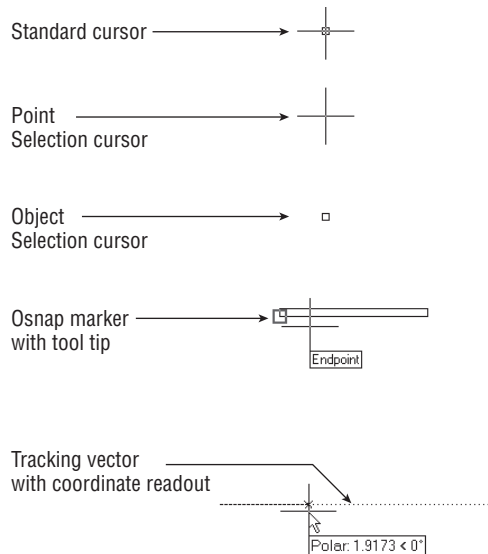 Standard cursor
Point
Selection cursor
Object
Selection cursor
Osnap marker
with tool tip
Endpoint
Tracking vector
with coordinate readout
Polar: 1.9173 < 0°